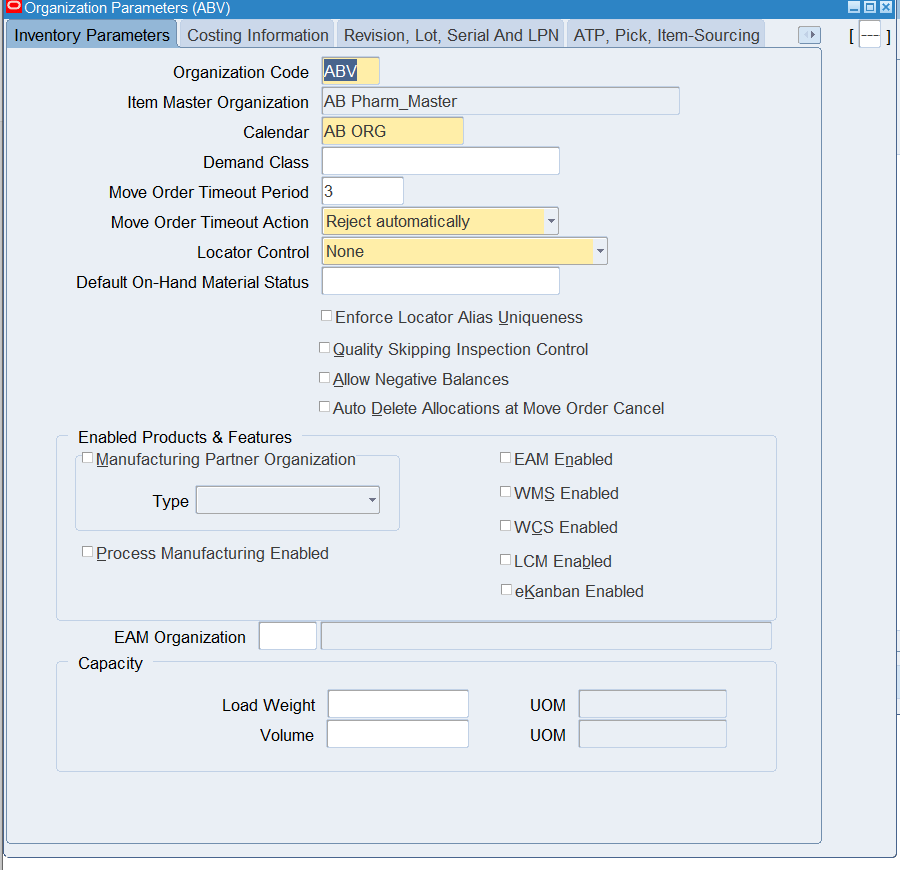 Organization Parameters (ABV)
Inventory Parameters Costing Information Revision, Lot, Serial And LPN ATP, Pick, Item-Sourcing [ --- ]
Organization Code ABV
Item Master Organization AB Pharm_Master
Calendar AB ORG
Demand Class
Move Order Timeout Period 3
Move Order Timeout Action Reject automatically
Locator Control None
Default On-Hand Material Status
Enforce Locator Alias Uniqueness
Quality Skipping Inspection Control
Allow Negative Balances
Auto Delete Allocations at Move Order Cancel
Enabled Products & Features
Manufacturing Partner Organization EAM Enabled
Type WMS Enabled
WCS Enabled
Process Manufacturing Enabled LCM Enabled
eKanban Enabled
EAM Organization
Capacity
Load Weight UOM
Volume UOM